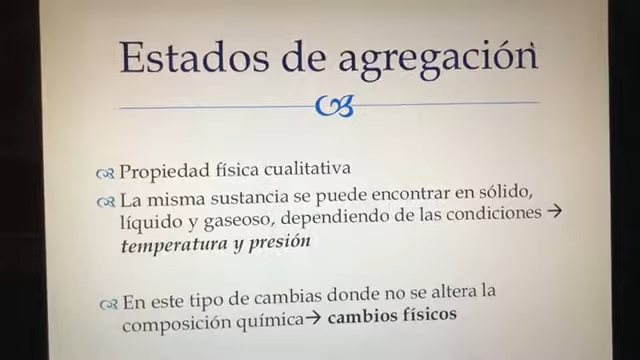 Estados de agregación
Propiedad física cualitativa
La misma sustancia se puede encontrar en sólido,
líquido y gaseoso, dependiendo de las condiciones →
temperatura y presión
En este tipo de cambias donde no se altera la
composición química→ cambios físicos